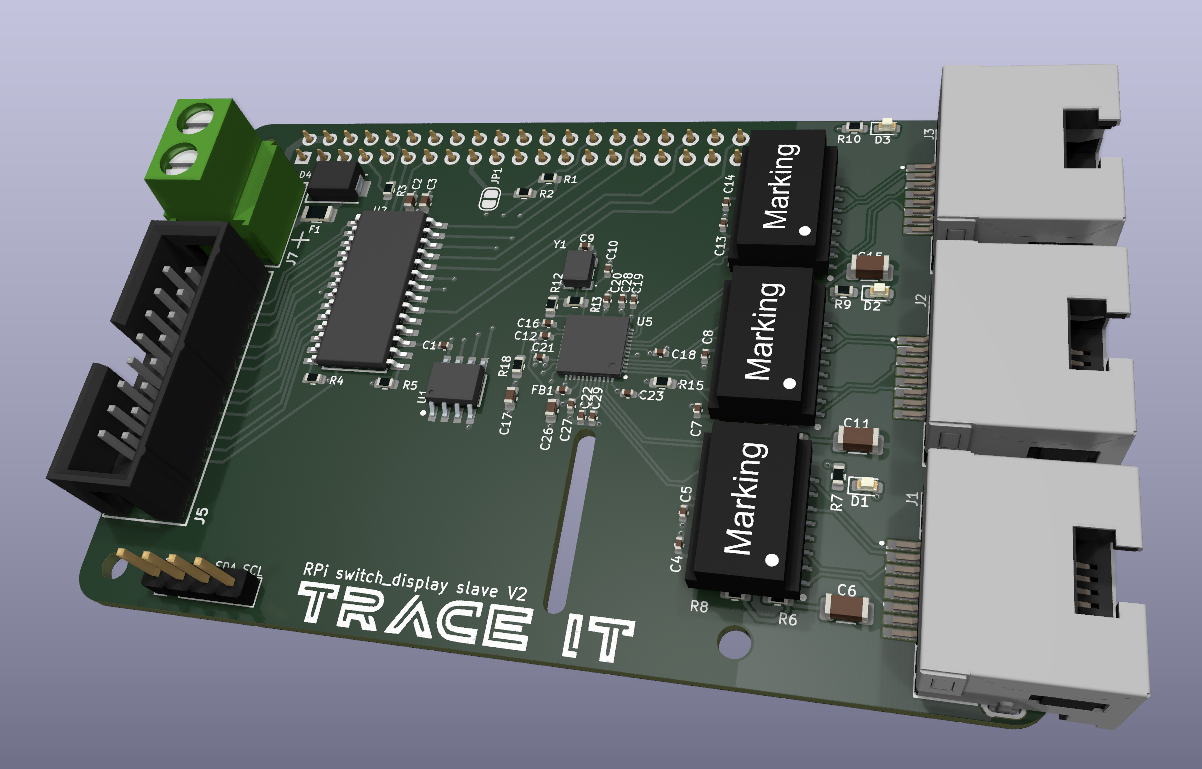 J3
R10
D3
D4
R3
C2
C3
JP1
R1
R2
C14
Marking
F1
C13
+
J7
Y1
C9
C10
R12
R13
C20
C28
C19
R9
D2
J2
C16
C12
U5
C21
C18
C8
Marking
R4
R5
R18
FB1
R15
C23
C7
C17
C26
C27
C22
C29
C11
J5
C5
Marking
R7
D1
J1
C4
SDA SCL
RPi switch_display slave V2
TRACE IT
R8
R6
C6